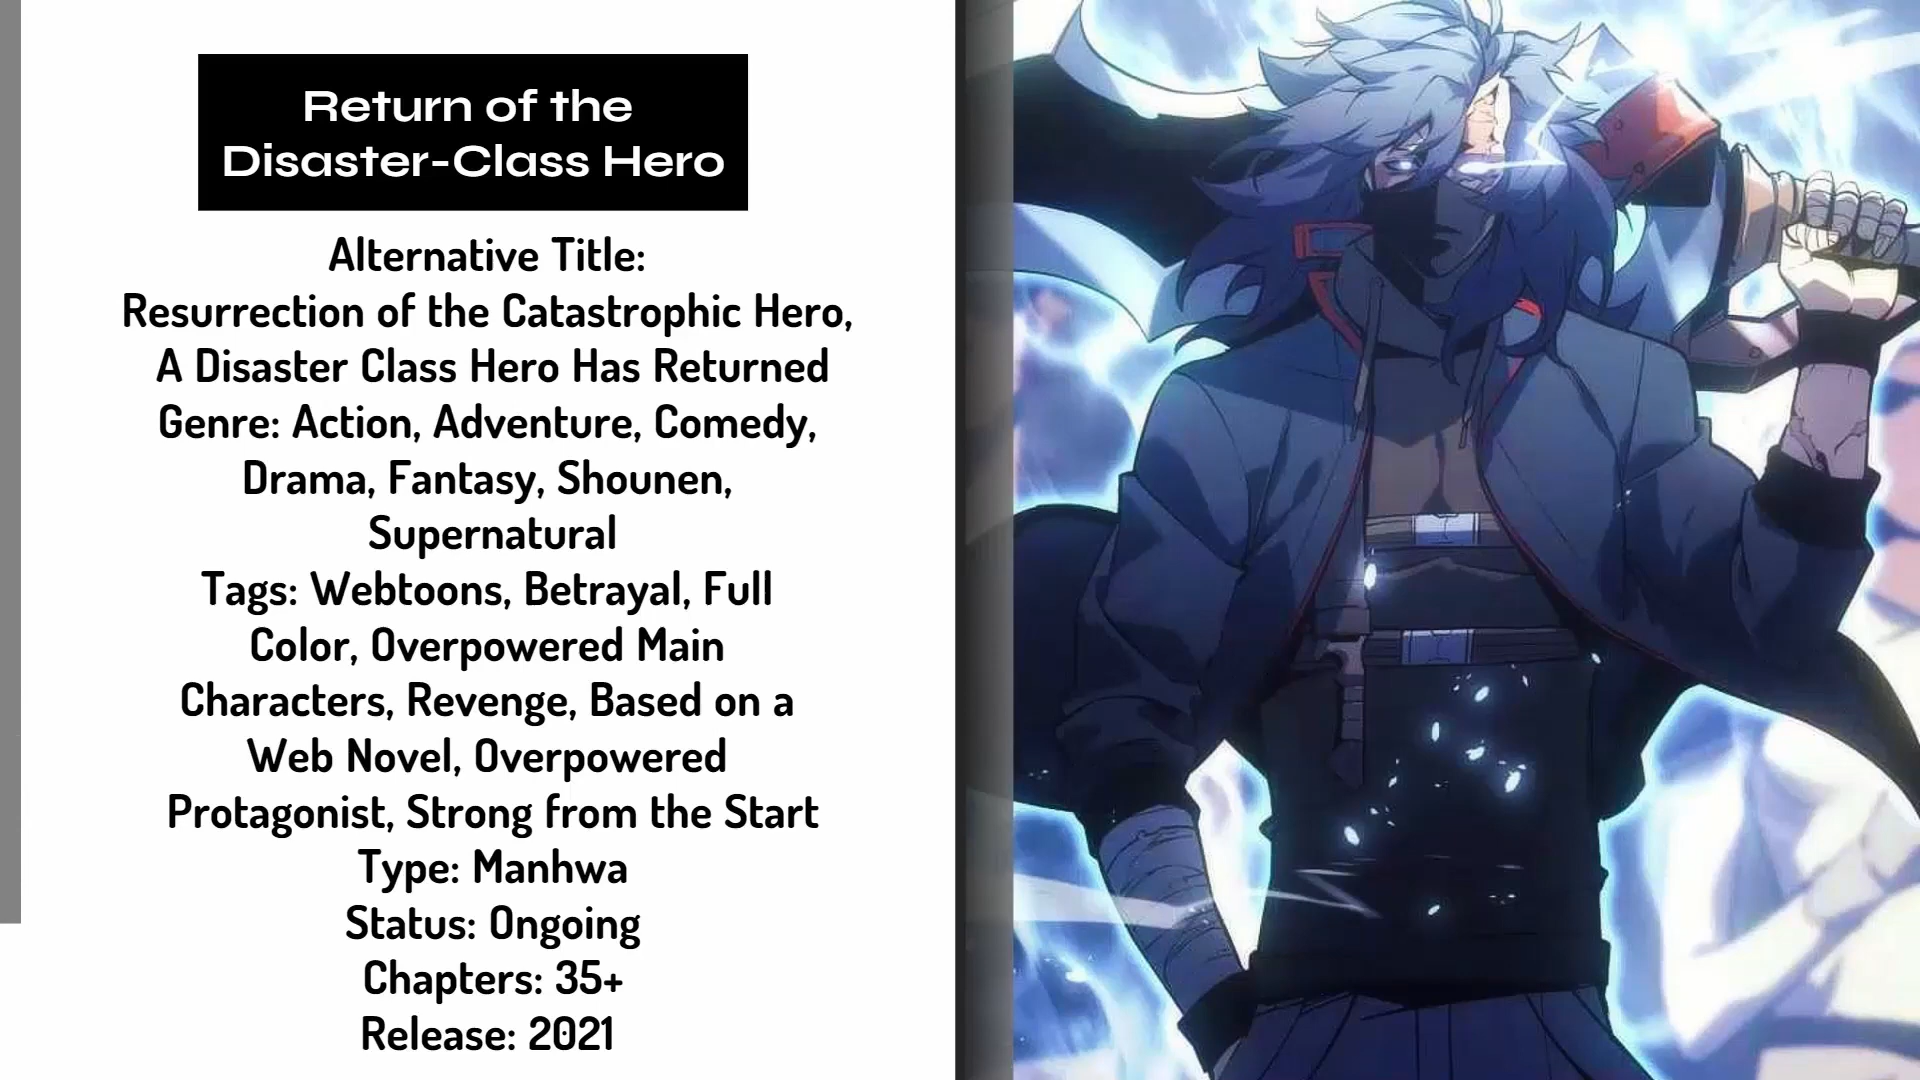 Return of the
Disaster-Class Hero
Alternative Title:
Resurrection of the Catastrophic Hero,
A Disaster Class Hero Has Returned
Genre: Action, Adventure, Comedy,
Drama, Fantasy, Shounen,
Supernatural
Tags: Webtoons, Betrayal, Full
Color, Overpowered Main
Characters, Revenge, Based on a
Web Novel, Overpowered
Protagonist, Strong from the Start
Type: Manhwa
Status: Ongoing
Chapters: 35+
Release: 2021